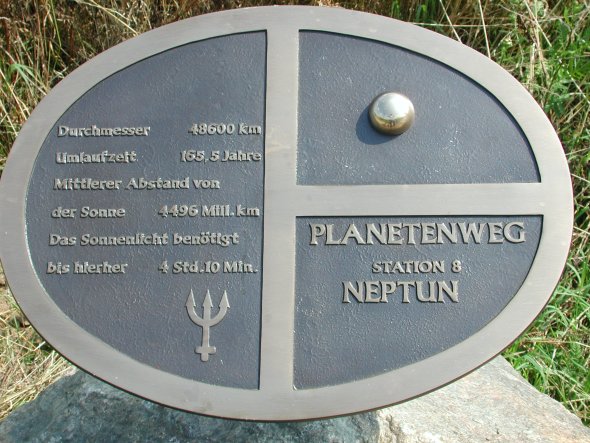 Durchmesser 48600 km
Umlaufzeit 165,5 Jahre
Mittlerer Abstand von
der Sonne 4496 Mill. km
Das Sonnenlicht benötigt
bis hierher 4 Std. 10 Min.
PLANETENWEG
STATION 8
NEPTUN